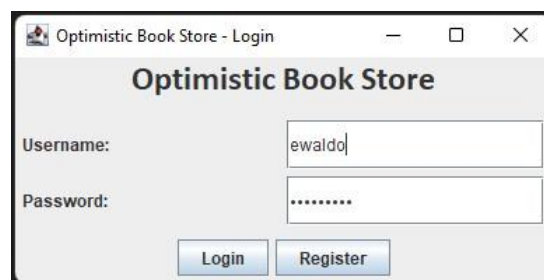 Optimistic Book Store - Login
Optimistic Book Store
Username: ewaldo
Password: •••••••••
Login Register